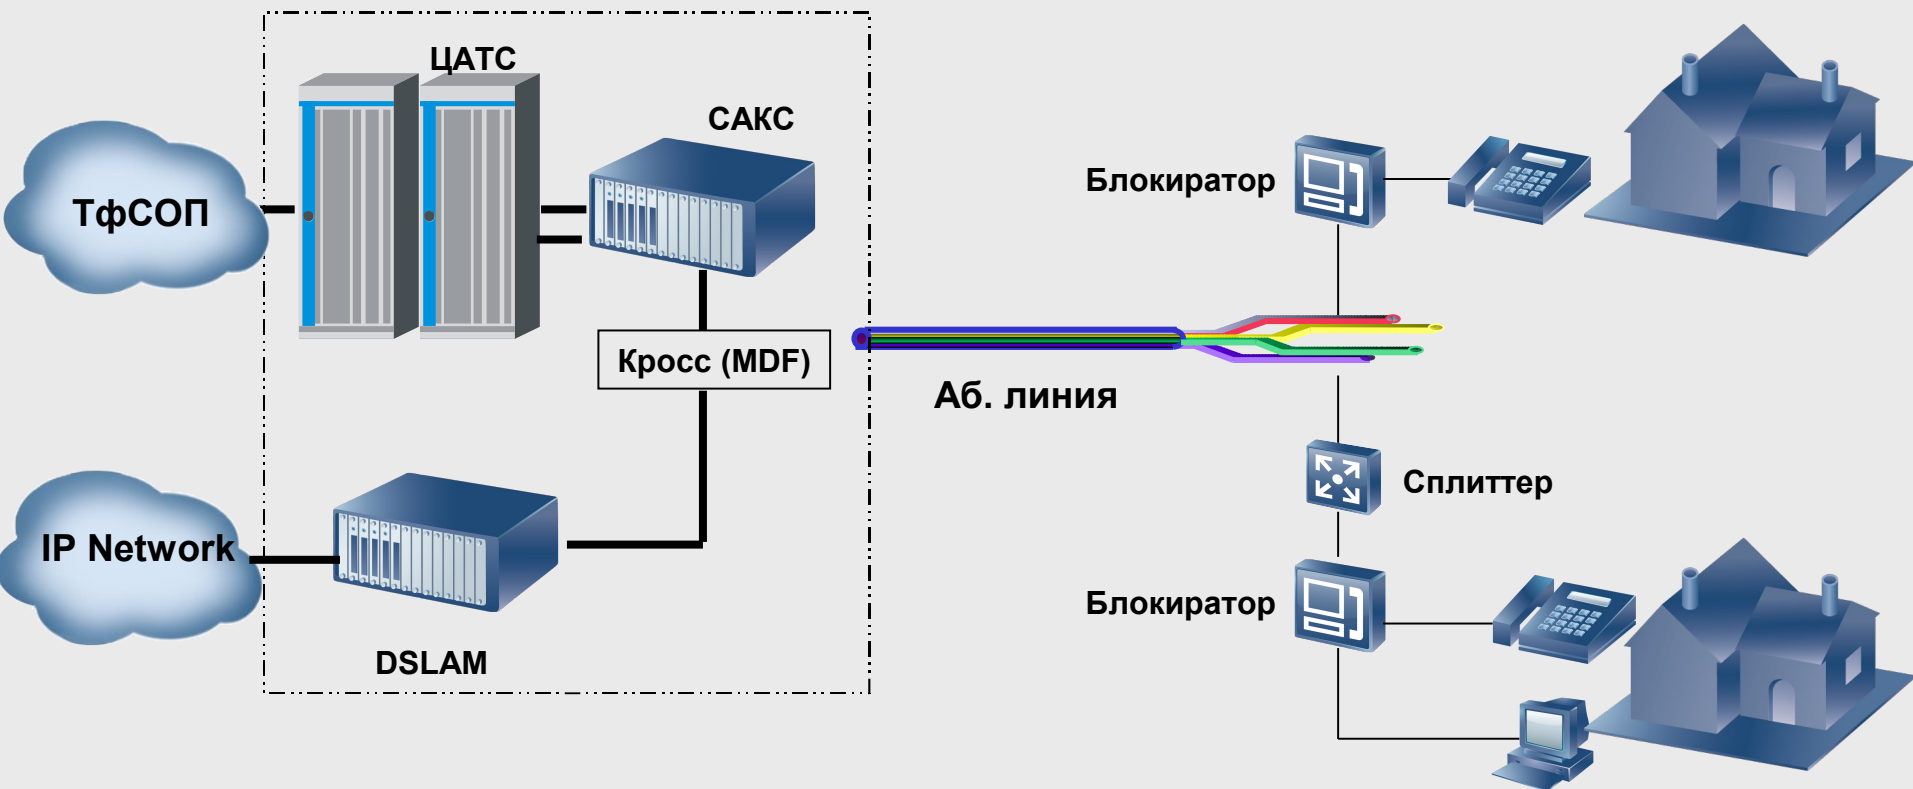 ЦАТС
САКС
ТфСОП
Блокиратор
Кросс (MDF)
Аб. линия
Сплиттер
IP Network
Блокиратор
DSLAM